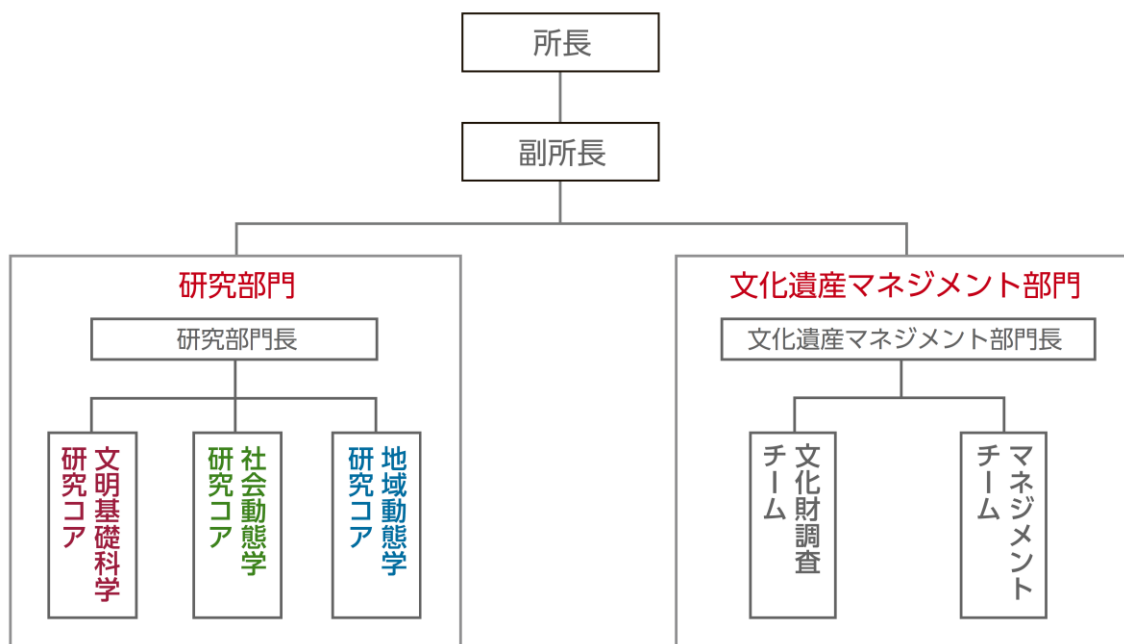 所長
副所長
研究部門
研究部門長
文明基礎科学
研究コア
社会動態学
研究コア
地域動態学
研究コア
文化遺産マネジメント部門
文化遺産マネジメント部門長
文化財調査
チーム
マネジメント
チーム